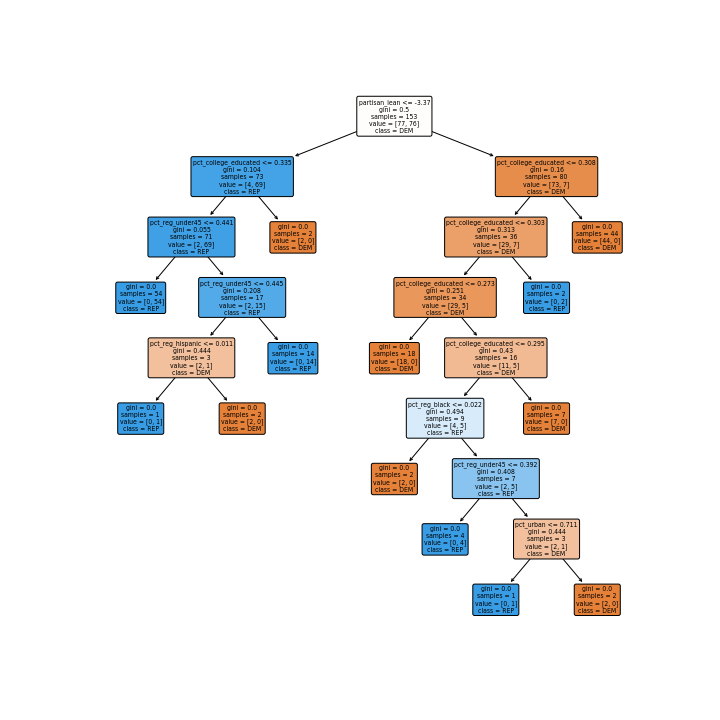 partisan_lean <= -3.37
gini = 0.5
samples = 153
value = [77, 76]
class = DEM
pct_college_educated <= 0.335
gini = 0.104
samples = 73
value = [4, 69]
class = REP
pct_college_educated <= 0.308
gini = 0.16
samples = 80
value = [73, 7]
class = DEM
pct_reg_under45 <= 0.441
gini = 0.055
samples = 71
value = [2, 69]
class = REP
gini = 0.0
samples = 2
value = [2, 0]
class = DEM
pct_college_educated <= 0.303
gini = 0.313
samples = 36
value = [29, 7]
class = DEM
gini = 0.0
samples = 44
value = [44, 0]
class = DEM
gini = 0.0
samples = 54
value = [0, 54]
class = REP
pct_reg_under45 <= 0.445
gini = 0.208
samples = 17
value = [2, 15]
class = REP
pct_college_educated <= 0.273
gini = 0.251
samples = 34
value = [29, 5]
class = DEM
gini = 0.0
samples = 2
value = [0, 2]
class = REP
pct_reg_hispanic <= 0.011
gini = 0.444
samples = 3
value = [2, 1]
class = DEM
gini = 0.0
samples = 14
value = [0, 14]
class = REP
gini = 0.0
samples = 18
value = [18, 0]
class = DEM
pct_college_educated <= 0.295
gini = 0.43
samples = 16
value = [11, 5]
class = DEM
gini = 0.0
samples = 1
value = [0, 1]
class = REP
gini = 0.0
samples = 2
value = [2, 0]
class = DEM
pct_reg_black <= 0.022
gini = 0.494
samples = 9
value = [4, 5]
class = REP
gini = 0.0
samples = 7
value = [7, 0]
class = DEM
gini = 0.0
samples = 2
value = [2, 0]
class = DEM
pct_reg_under45 <= 0.392
gini = 0.408
samples = 7
value = [2, 5]
class = REP
gini = 0.0
samples = 4
value = [0, 4]
class = REP
pct_urban <= 0.711
gini = 0.444
samples = 3
value = [2, 1]
class = DEM
gini = 0.0
samples = 1
value = [0, 1]
class = REP
gini = 0.0
samples = 2
value = [2, 0]
class = DEM